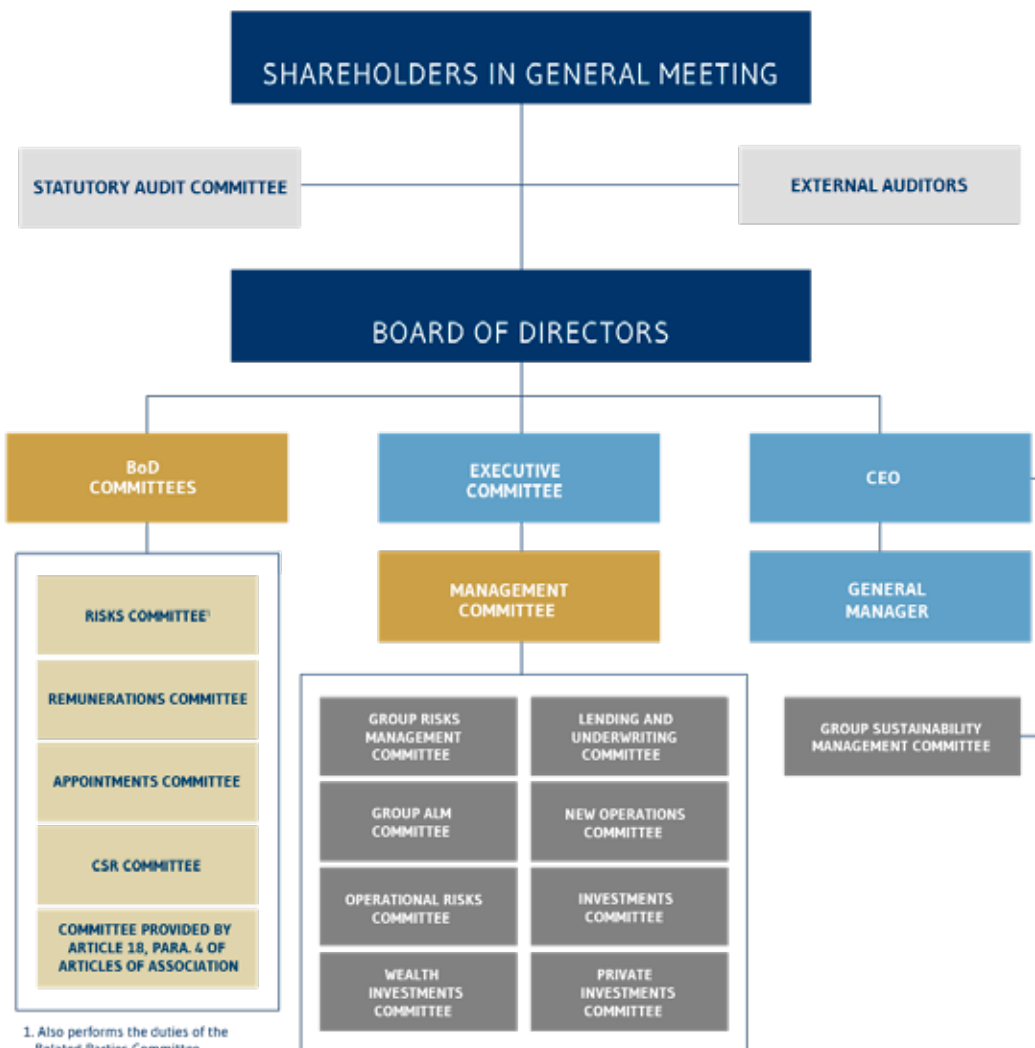 SHAREHOLDERS IN GENERAL MEETING
STATUTORY AUDIT COMMITTEE
EXTERNAL AUDITORS
BOARD OF DIRECTORS
BoD
COMMITTEES
EXECUTIVE
COMMITTEE
CEO
MANAGEMENT
COMMITTEE
GENERAL
MANAGER
RISKS COMMITTEE¹
REMUNERATIONS COMMITTEE
APPOINTMENTS COMMITTEE
CSR COMMITTEE
COMMITTEE PROVIDED BY
ARTICLE 18, PARA. 4 OF
ARTICLES OF ASSOCIATION
GROUP RISKS
MANAGEMENT
COMMITTEE
LENDING AND
UNDERWRITING
COMMITTEE
GROUP ALM
COMMITTEE
NEW OPERATIONS
COMMITTEE
OPERATIONAL RISKS
COMMITTEE
INVESTMENTS
COMMITTEE
WEALTH
INVESTMENTS
COMMITTEE
PRIVATE
INVESTMENTS
COMMITTEE
GROUP SUSTAINABILITY
MANAGEMENT COMMITTEE
1. Also performs the duties of the
Related Parties Committee